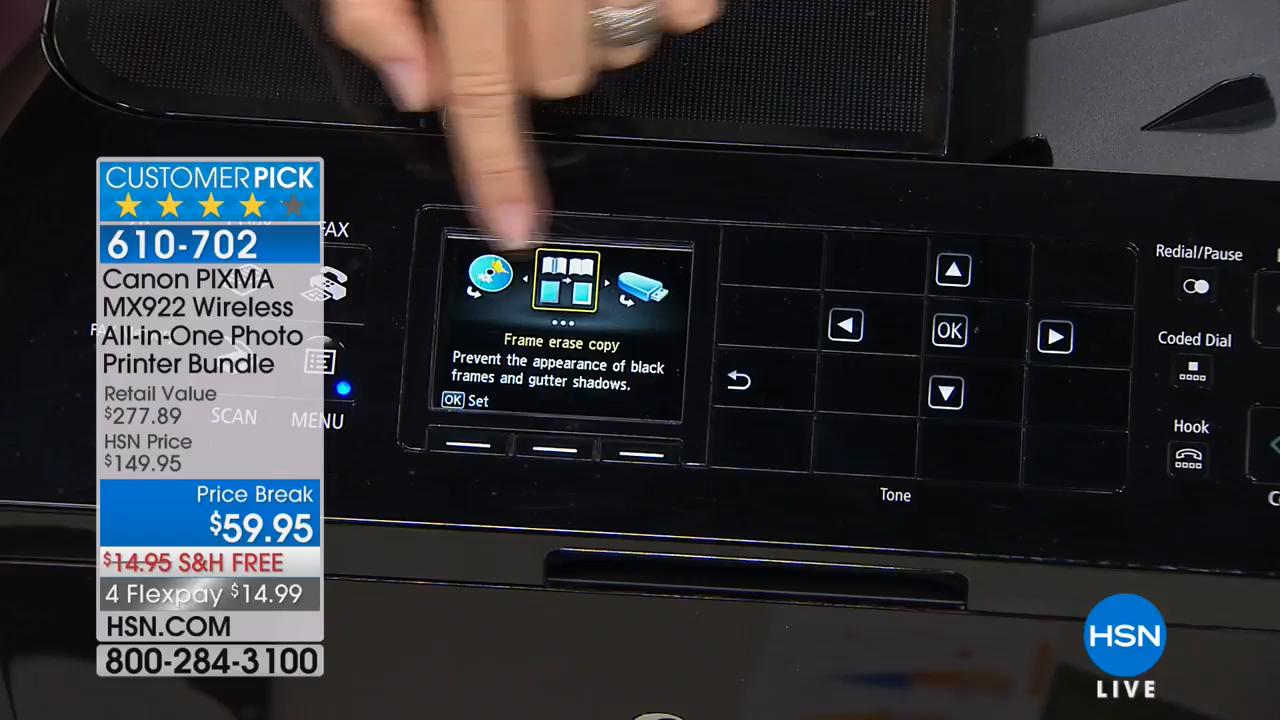 CUSTOMER PICK
610-702
Canon PIXMA
MX922 Wireless
All-in-One Photo
Printer Bundle
Retail Value
$277.89
HSN Price
$149.95
Price Break
$59.95
$14.95 S&H FREE
4 Flexpay $14.99
HSN.COM
800-284-3100
FAX
SCAN
MENU
Frame erase copy
Prevent the appearance of black
frames and gutter shadows.
OK Set
OK
Tone
Redial/Pause
Coded Dial
Hook
HSN
LIVE